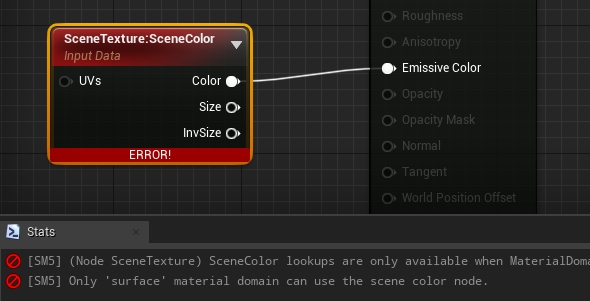 SceneTexture:SceneColor
Input Data
UVs
Color
Size
InvSize
ERROR!
Roughness
Anisotropy
Emissive Color
Opacity
Opacity Mask
Normal
Tangent
World Position Offset
Stats
[SM5] (Node SceneTexture) SceneColor lookups are only available when MaterialDoma
[SM5] Only 'surface' material domain can use the scene color node.